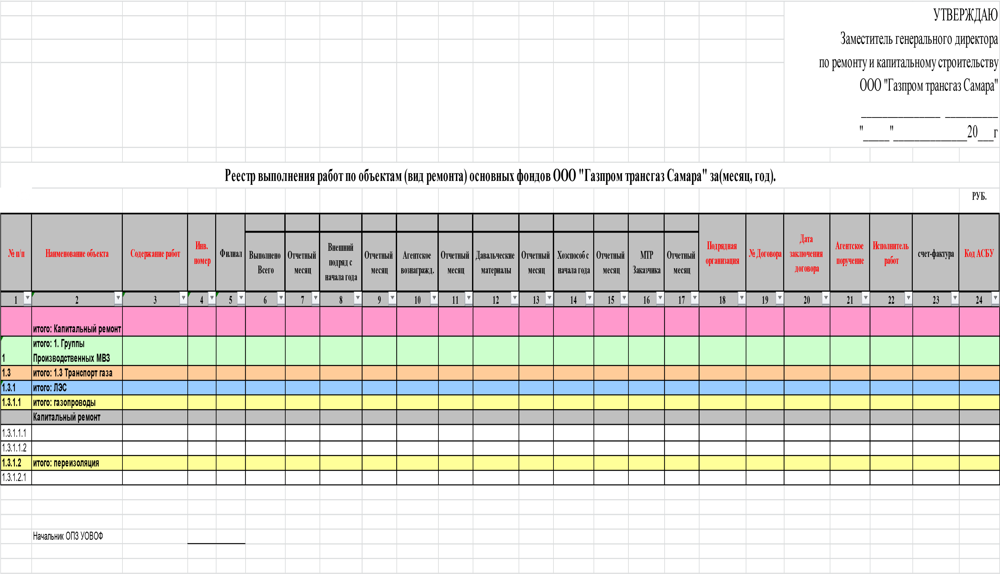 УТВЕРЖДАЮ
Заместитель генерального директора
по ремонту и капитальному строительству
ООО "Газпром трансгаз Самара"
_______________ __________
"_____"______________20___г
Реестр выполнения работ по объектам (вид ремонта) основных фондов ООО "Газпром трансгаз Самара" за(месяц, год).
РУБ.
№ п/п
Наименование объекта
Содержание работ
Инв.
номер
Филиал
Выполнено
Всего
Отчетный
месяц
Внешний
подряд с
начала года
Отчетный
месяц
Агентское
вознагражд.
Отчетный
месяц
Давальческие
материалы
Отчетный
месяц
Хозспособ с
начала года
Отчетный
месяц
МТР
Заказчика
Отчетный
месяц
Подрядная
организация
№ Договора
Дата
заключения
договора
Агентское
поручение
Исполнитель
работ
счет-фактура
Код АСБУ
1 2 3 4 5 6 7 8 9 10 11 12 13 14 15 16 17 18 19 20 21 22 23 24
итого: Капитальный ремонт
итого: 1. Группы
1 Производственных МВЗ
1.3 итого: 1.3 Транспорт газа
1.3.1 итого: ЛЭС
1.3.1.1 итого: газопроводы
Капитальный ремонт
1.3.1.1.1
1.3.1.1.2
1.3.1.2 итого: переизоляция
1.3.1.2.1
Начальник ОПЗ УОВОФ